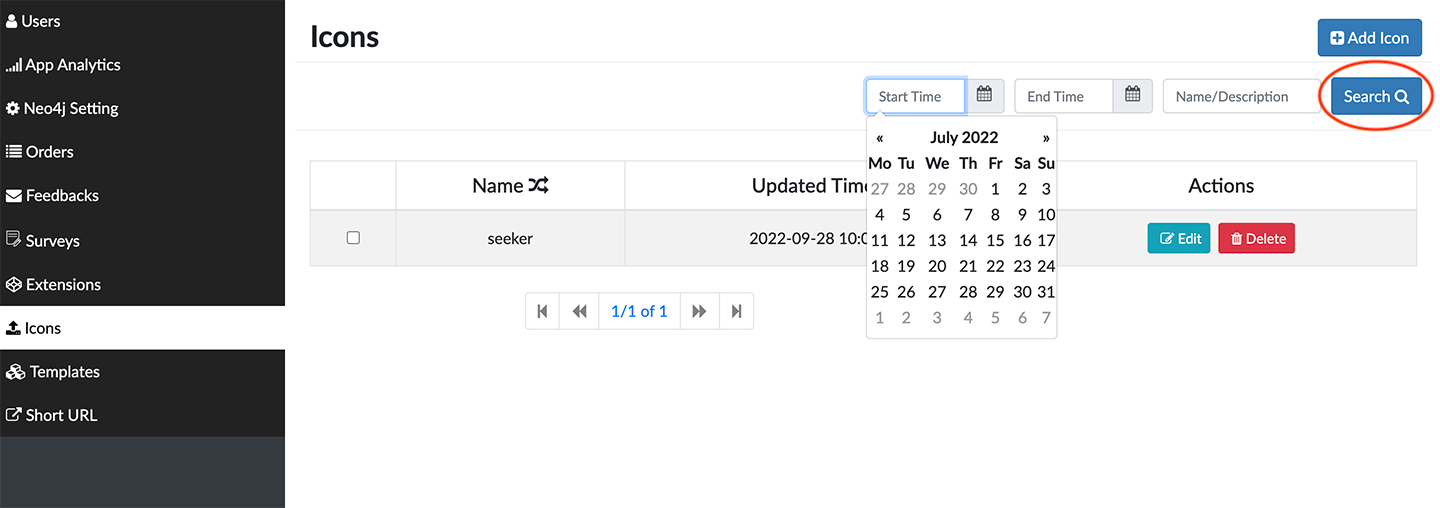 Users
App Analytics
Neo4j Setting
Orders
Feedbacks
Surveys
Extensions
Icons
Templates
Short URL
Icons
Add Icon
Start Time End Time Name/Description Search
« July 2022 »
Mo Tu We Th Fr Sa Su
27 28 29 30 1 2 3
4 5 6 7 8 9 10
11 12 13 14 15 16 17
18 19 20 21 22 23 24
25 26 27 28 29 30 31
1 2 3 4 5 6 7
Name Updated Time Actions
seeker 2022-09-28 10:0 Edit Delete
1/1 of 1